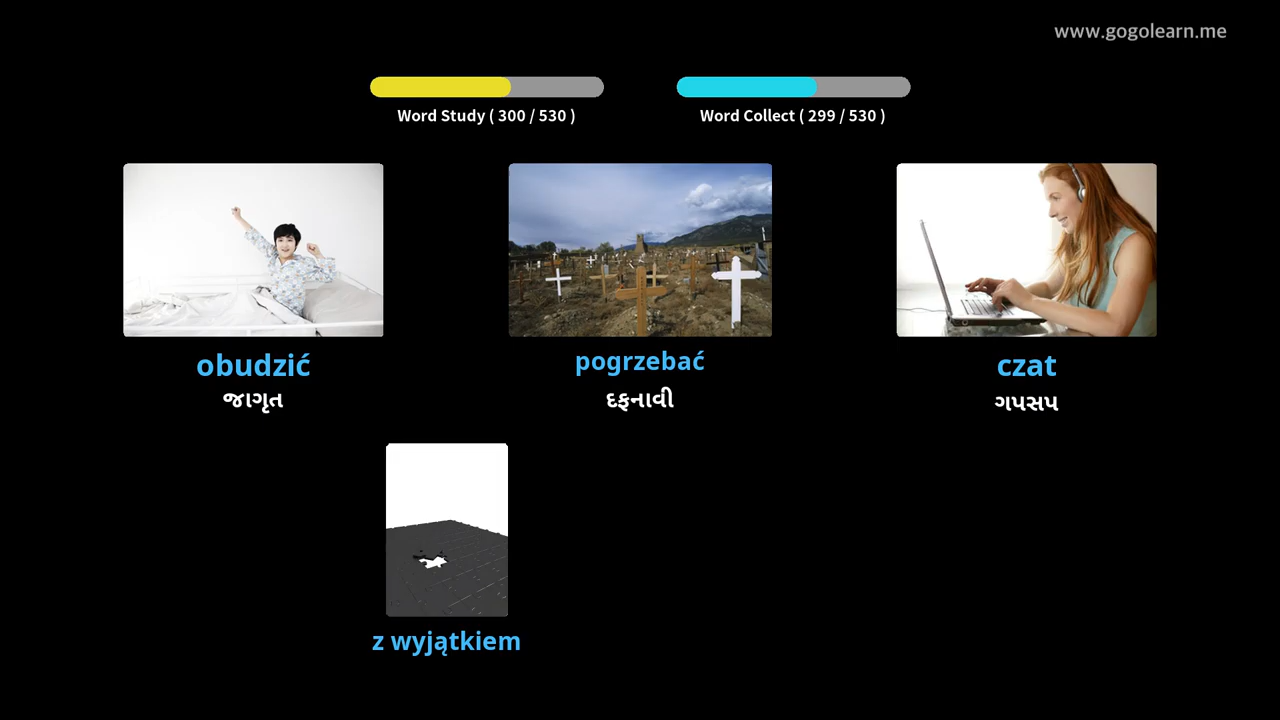 www.gogolearn.me
Word Study ( 300 / 530 )
Word Collect ( 299 / 530 )
obudzić
pogrzebać
czat
જાગૃત
દફનાવી
ગપસપ
z wyjątkiem